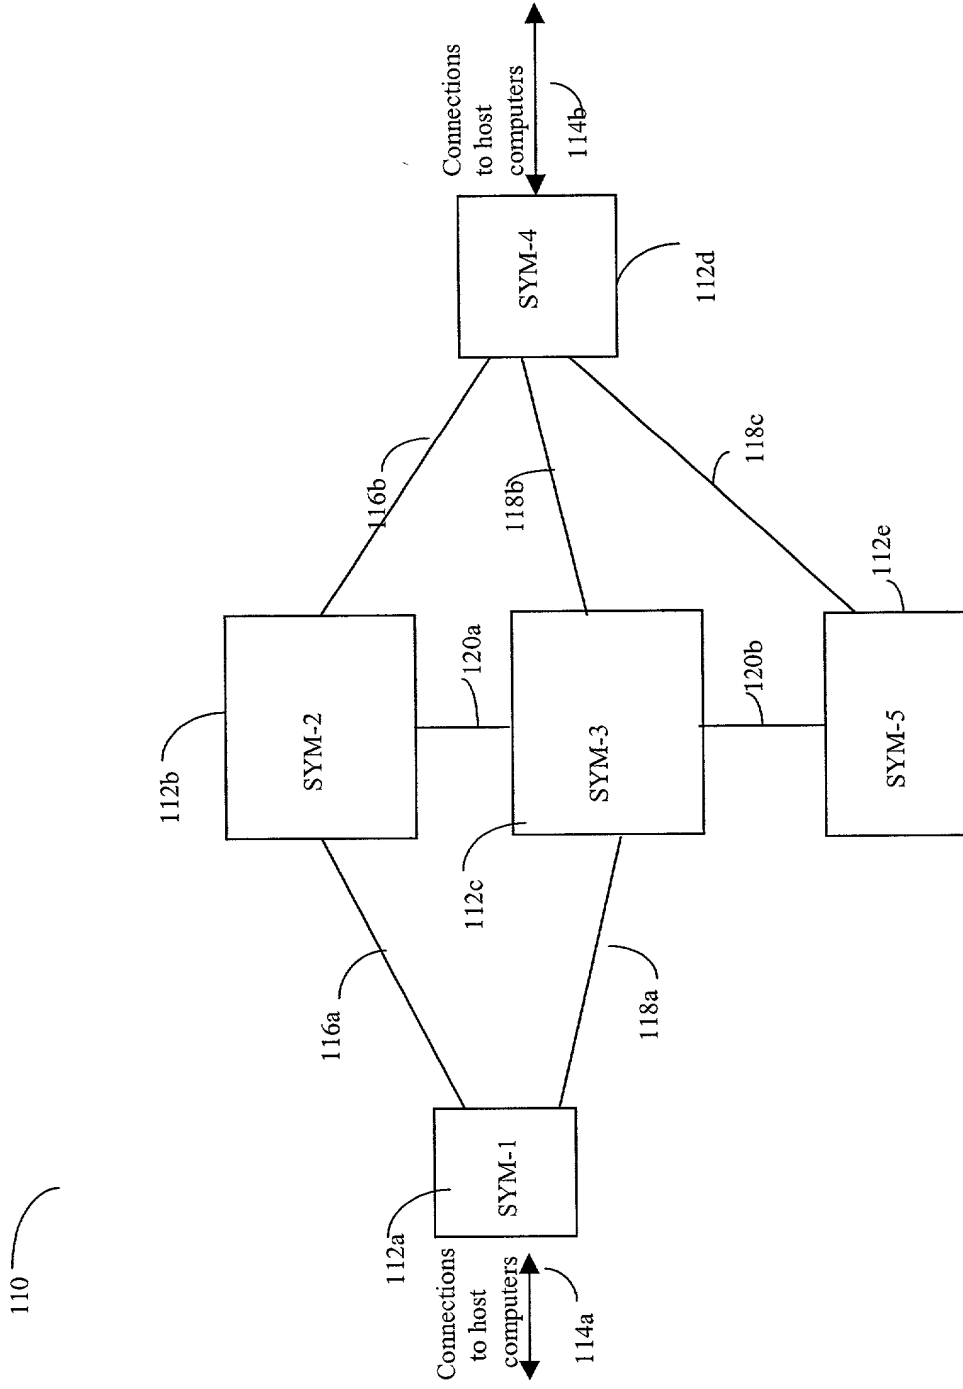 110
Connections
to host
computers
114a
112a
SYM-1
116a
118a
112b
SYM-2
112c
SYM-3
120a
120b
SYM-5
112e
116b
118b
118c
SYM-4
112d
Connections
to host
computers
114b